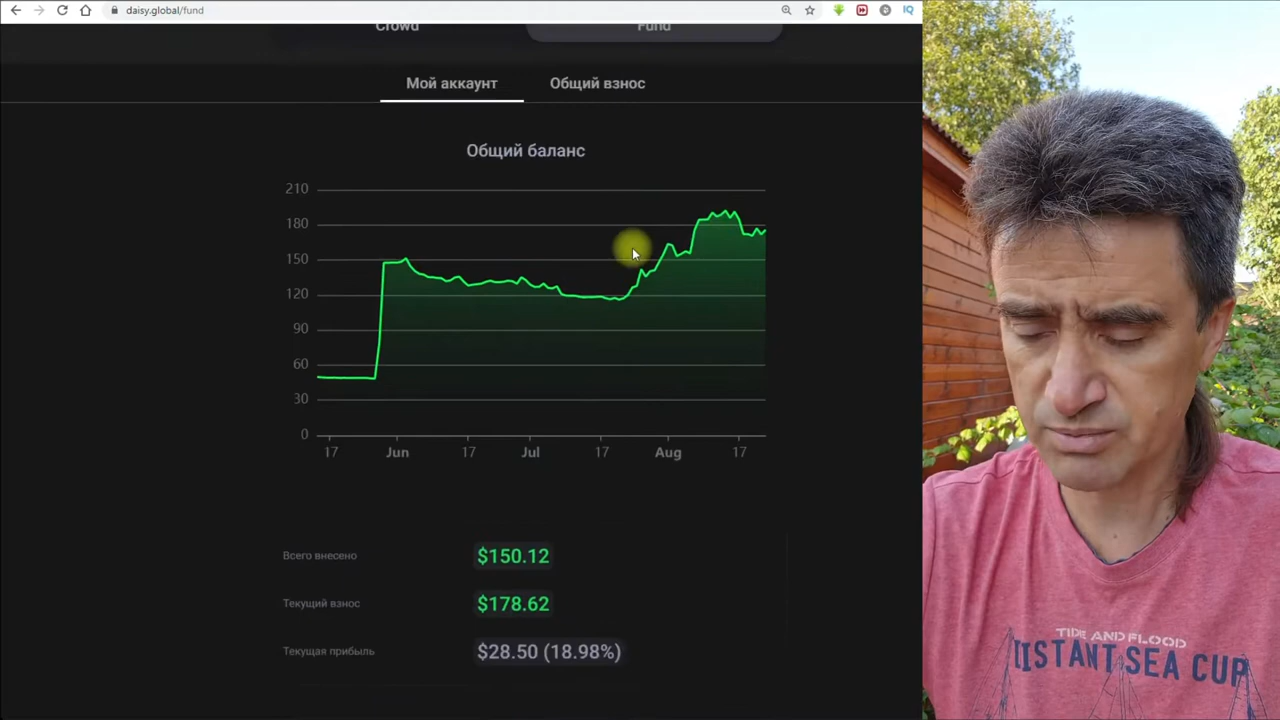 daisy.global/fund
IQ
Crowd
Fund
Мой аккаунт
Общий взнос
Общий баланс
210
180
150
120
90
60
30
0
17
Jun
17
Jul
17
Aug
17
Всего внесено
$150.12
Текущий взнос
$178.62
Текущая прибыль
$28.50 (18.98%)
TIDE AND FLOOD
DISTANT SEA CUP